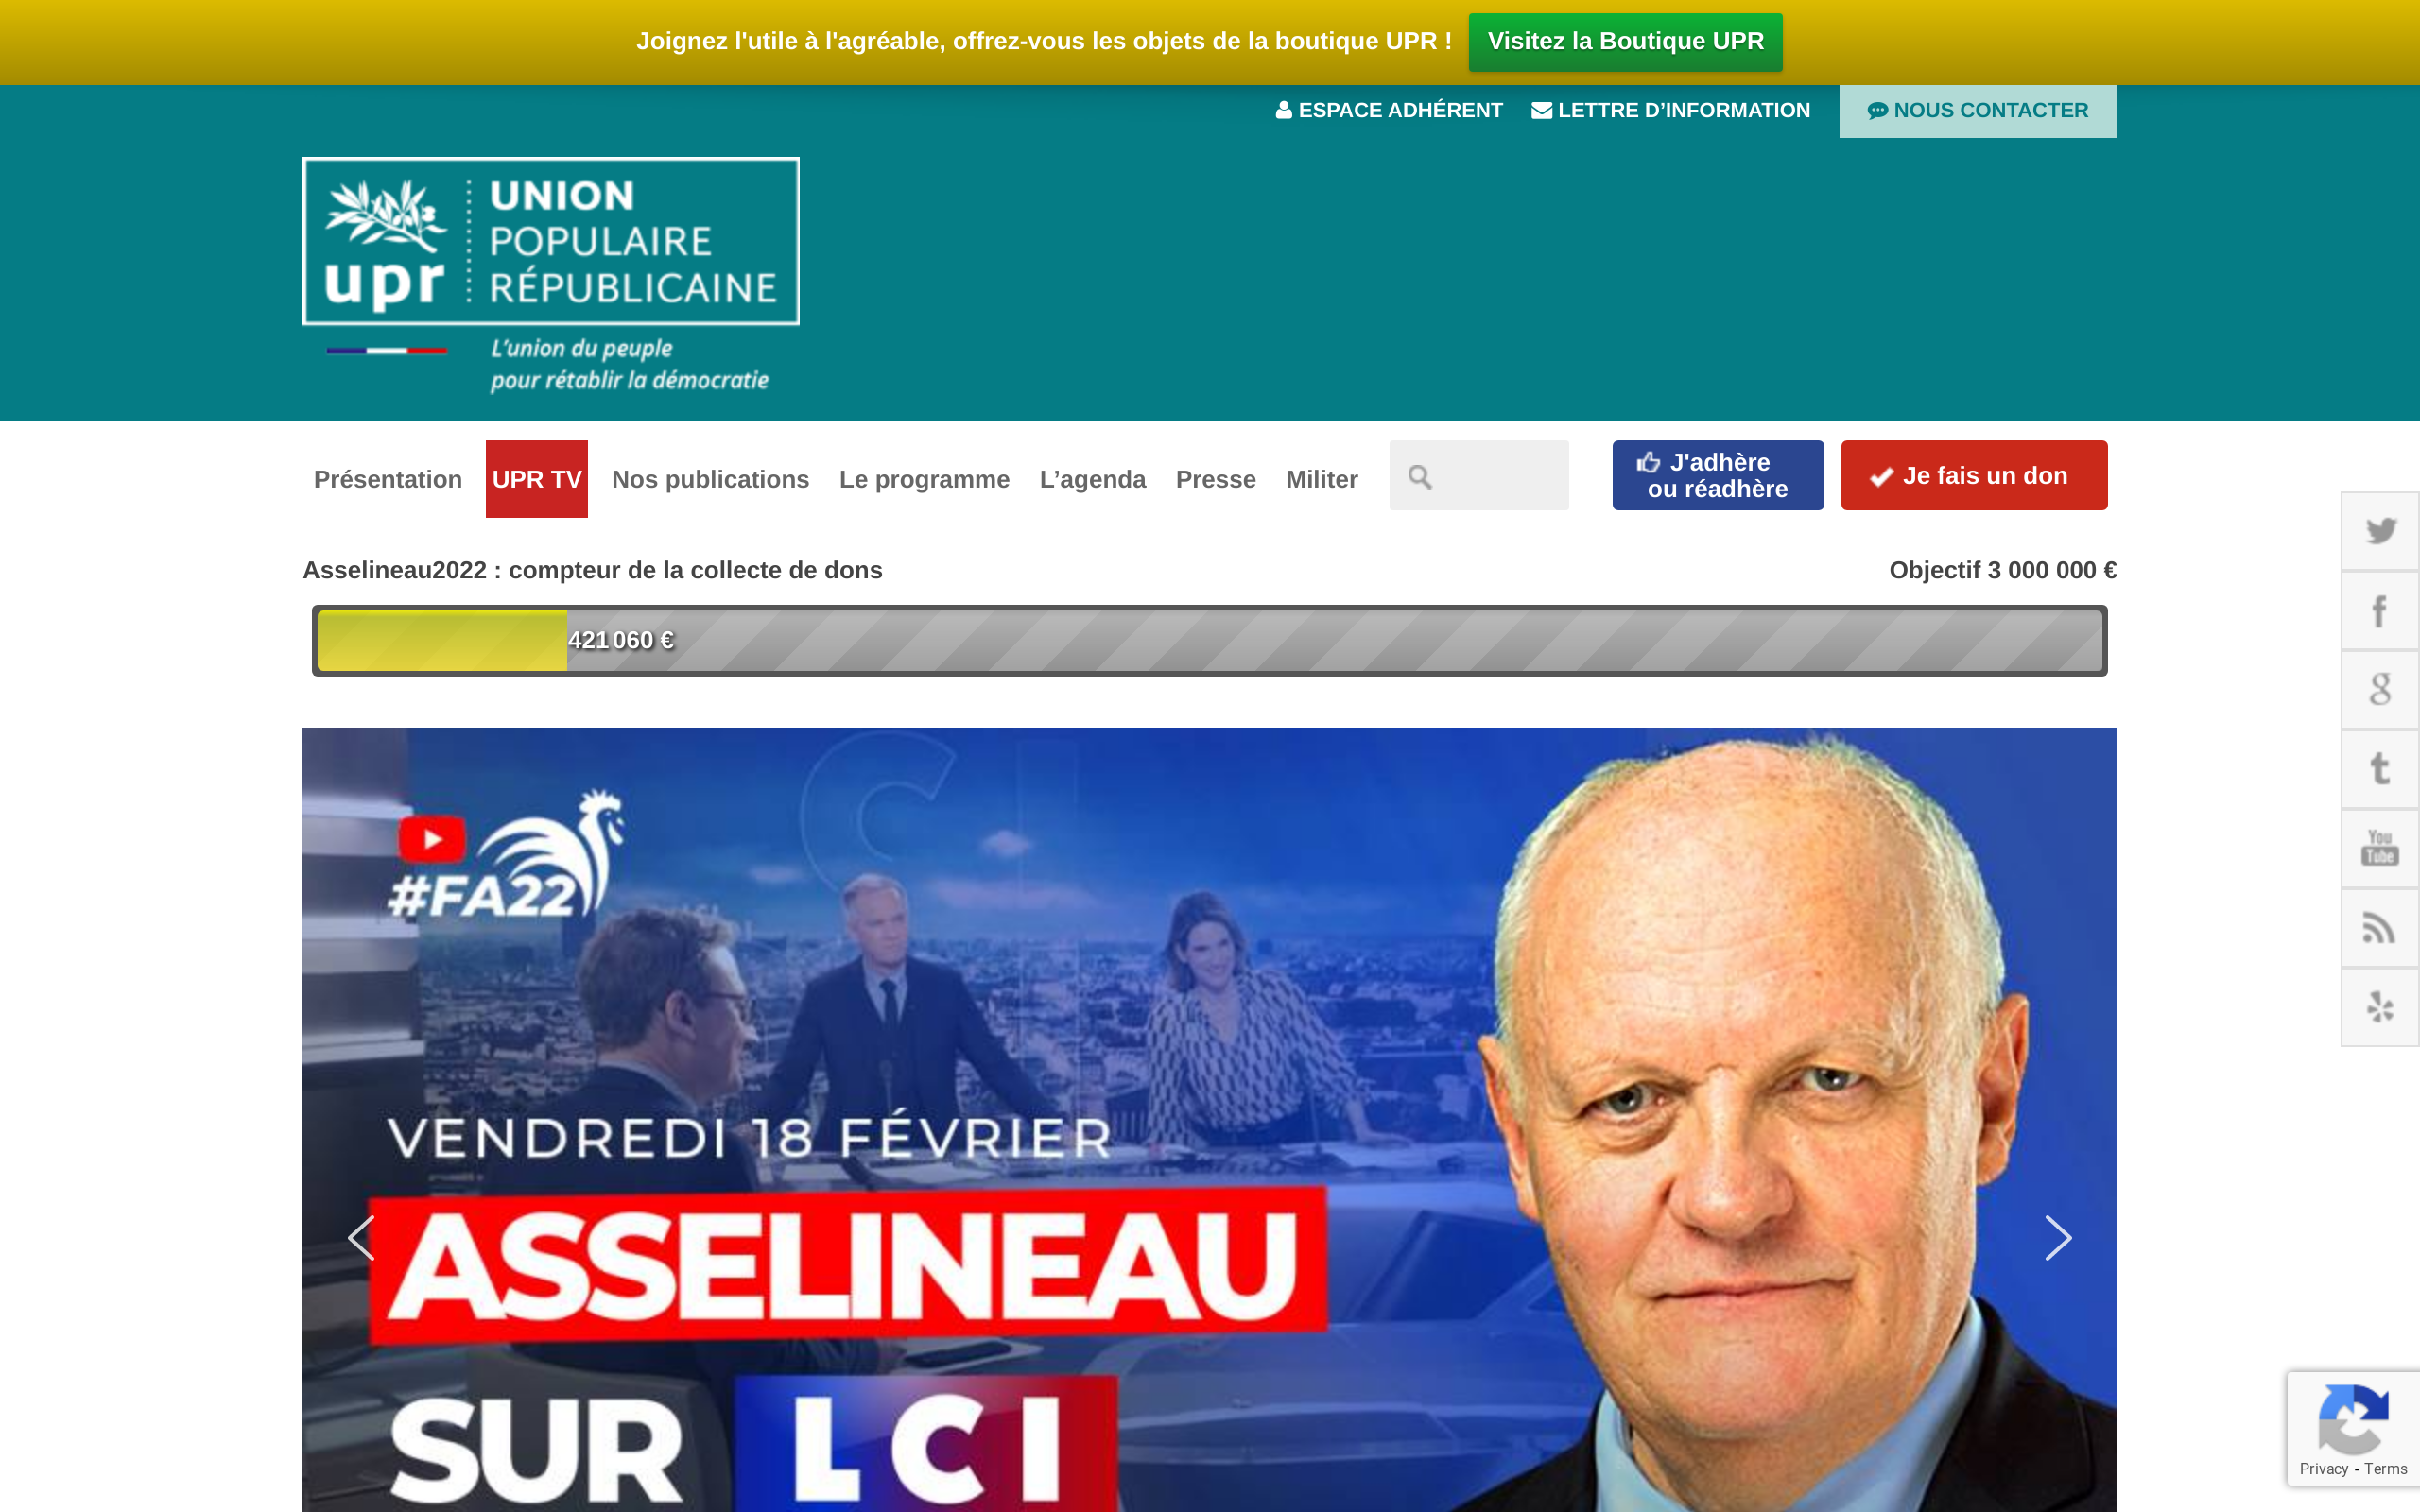 Joignez l'utile à l'agréable, offrez-vous les objets de la boutique UPR !
Visitez la Boutique UPR
ESPACE ADHÉRENT
LETTRE D’INFORMATION
NOUS CONTACTER
upr
UNION
POPULAIRE
RÉPUBLICAINE
L’union du peuple
pour rétablir la démocratie
Présentation
UPR TV
Nos publications
Le programme
L’agenda
Presse
Militer
J'adhère
ou réadhère
Je fais un don
Asselineau2022 : compteur de la collecte de dons
Objectif 3 000 000 €
421 060 €
#FA22
VENDREDI 18 FÉVRIER
ASSELINEAU
SUR LCI
You
Tube
Privacy - Terms